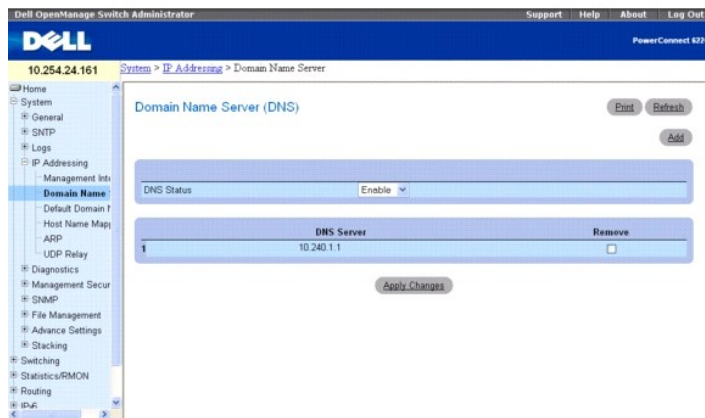 Dell OpenManage Switch Administrator
Support Help About Log Out
DELL
PowerConnect 622
10.254.24.161
System > IP Addressing > Domain Name Server
Home
System
General
SNTP
Logs
IP Addressing
Management Inte
Domain Name
Default Domain N
Host Name Mapp
ARP
UDP Relay
Diagnostics
Management Secur
SNMP
File Management
Advance Settings
Stacking
Switching
Statistics/RMON
Routing
IPv6
Domain Name Server (DNS)
Print Refresh
Add
DNS Status Enable
DNS Server Remove
1 10.240.1.1
Apply Changes